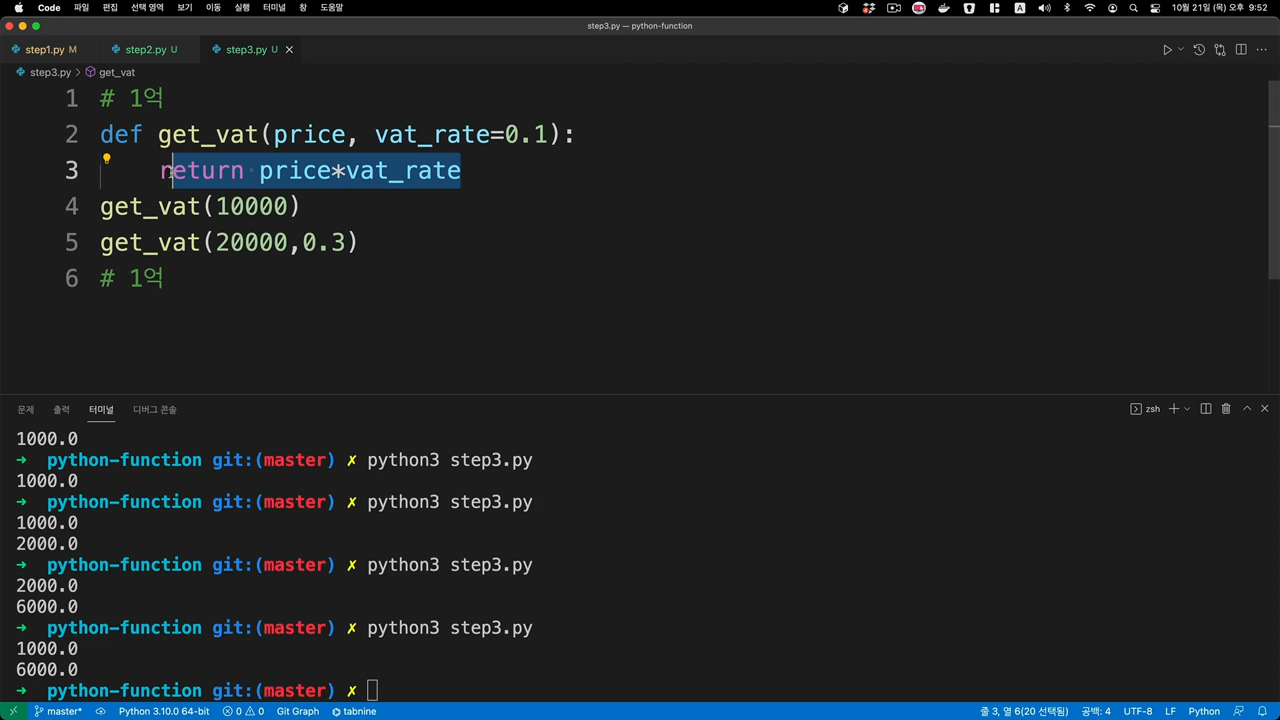 Code 파일 편집 선택 영역 보기 이동 실행 터미널 창 도움말 A 10월 21일 (목) 오후 9:52
step3.py — python-function
step1.py M step2.py U step3.py U
step3.py > get_vat
1 # 1억
2 def get_vat(price, vat_rate=0.1):
3 return price*vat_rate
4 get_vat(10000)
5 get_vat(20000,0.3)
6 # 1억
문제 출력 터미널 디버그 콘솔 zsh
1000.0
➜ python-function git:(master) ✗ python3 step3.py
1000.0
➜ python-function git:(master) ✗ python3 step3.py
1000.0
2000.0
➜ python-function git:(master) ✗ python3 step3.py
2000.0
6000.0
➜ python-function git:(master) ✗ python3 step3.py
1000.0
6000.0
➜ python-function git:(master) ✗
master* Python 3.10.0 64-bit 0 0 Git Graph tabnine 줄 3, 열 6(20 선택됨) 공백: 4 UTF-8 LF Python